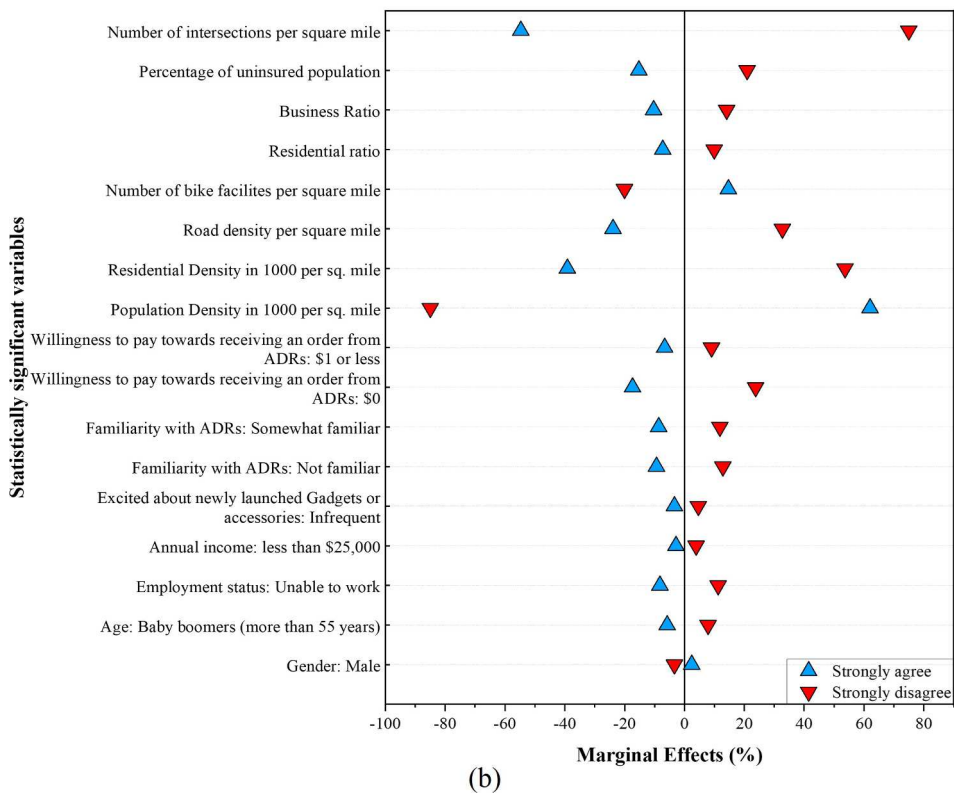 Number of intersections per square mile
Percentage of uninsured population
Business Ratio
Residential ratio
Number of bike facilites per square mile
Road density per square mile
Residential Density in 1000 per sq. mile
Population Density in 1000 per sq. mile
Willingness to pay towards receiving an order from
ADRs: $1 or less
Willingness to pay towards receiving an order from
ADRs: $0
Familiarity with ADRs: Somewhat familiar
Familiarity with ADRs: Not familiar
Excited about newly launched Gadgets or
accessories: Infrequent
Annual income: less than $25,000
Employment status: Unable to work
Age: Baby boomers (more than 55 years)
Gender: Male
Statistically significant variables
Strongly agree
Strongly disagree
-100 -80 -60 -40 -20 0 20 40 60 80
Marginal Effects (%)
(b)